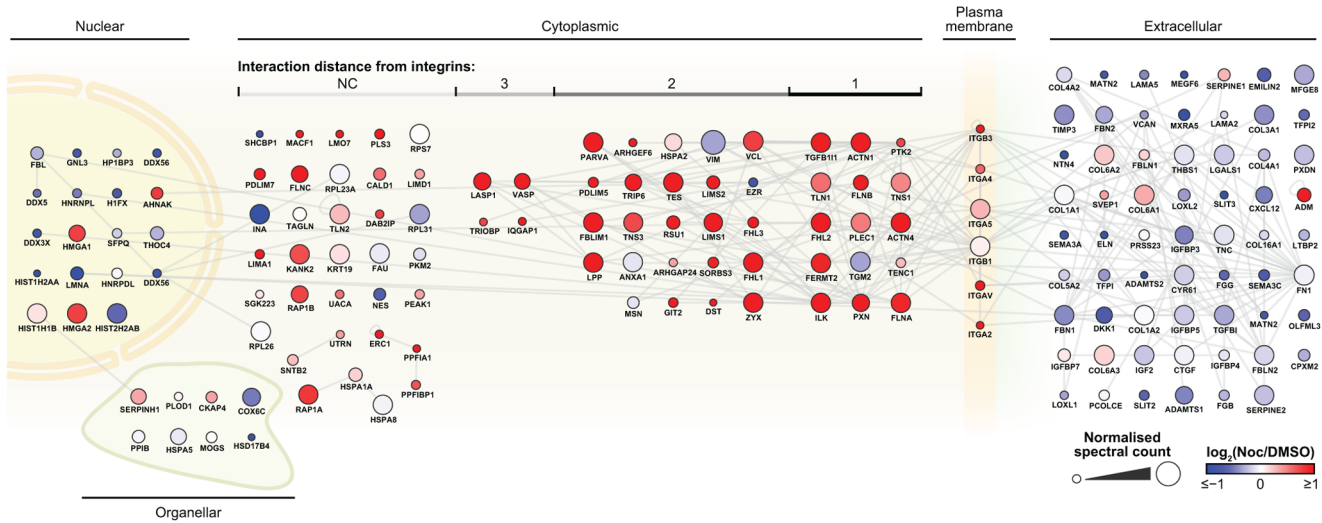 Nuclear
Cytoplasmic
Plasma
membrane
Extracellular
Interaction distance from integrins:
NC 3 2 1
FBL GNL3 HP1BP3 DDX56
DDX5 HNRNPL H1FX AHNAK
DDX3X HMGA1 SFPQ THOC4
HIST1H2AA LMNA HNRPDL DDX56
HIST1H1B HMGA2 HIST2H2AB
SHCBP1 MACF1 LMO7 PLS3 RPS7
PDLIM7 FLNC RPL23A CALD1 LIMD1
INA TAGLN TLN2 DAB2IP RPL31
LIMA1 KANK2 KRT19 FAU PKM2
SGK223 RAP1B UACA NES PEAK1
RPL26 UTRN ERC1
SNTB2 PPFIA1
HSPA1A PPFIBP1
RAP1A HSPA8
LASP1 VASP
TRIOBP IQGAP1
PARVA ARHGEF6 HSPA2 VIM VCL
PDLIM5 TRIP6 TES LIMS2 EZR
FBLIM1 TNS3 RSU1 LIMS1 FHL3
LPP ANXA1 ARHGAP24 SORBS3 FHL1
MSN GIT2 DST ZYX
TGFB1I1 ACTN1 PTK2
TLN1 FLNB TNS1
FHL2 PLEC1 ACTN4
FERMT2 TGM2 TENC1
ILK PXN FLNA
ITGB3
ITGA4
ITGA5
ITGB1
ITGAV
ITGA2
COL4A2 MATN2 LAMA5 MEGF6 SERPINE1 EMILIN2 MFGE8
TIMP3 FBN2 VCAN MXRA5 LAMA2 COL3A1 TFPI2
NTN4 COL6A2 FBLN1 THBS1 LGALS1 COL4A1 PXDN
COL1A1 SVEP1 COL6A1 LOXL2 SLIT3 CXCL12 ADM
SEMA3A ELN PRSS23 IGFBP3 TNC COL16A1 LTBP2
COL5A2 TFPI ADAMTS2 CYR61 FGG SEMA3C FN1
FBN1 DKK1 COL1A2 IGFBP5 TGFBI MATN2 OLFML3
IGFBP7 COL6A3 IGF2 CTGF IGFBP4 FBLN2 CPXM2
LOXL1 PCOLCE SLIT2 ADAMTS1 FGB SERPINE2
SERPINH1 PLOD1 CKAP4 COX6C
PPIB HSPA5 MOGS HSD17B4
Organellar
Normalised
spectral count
log₂(Noc/DMSO)
≤−1 0 ≥1